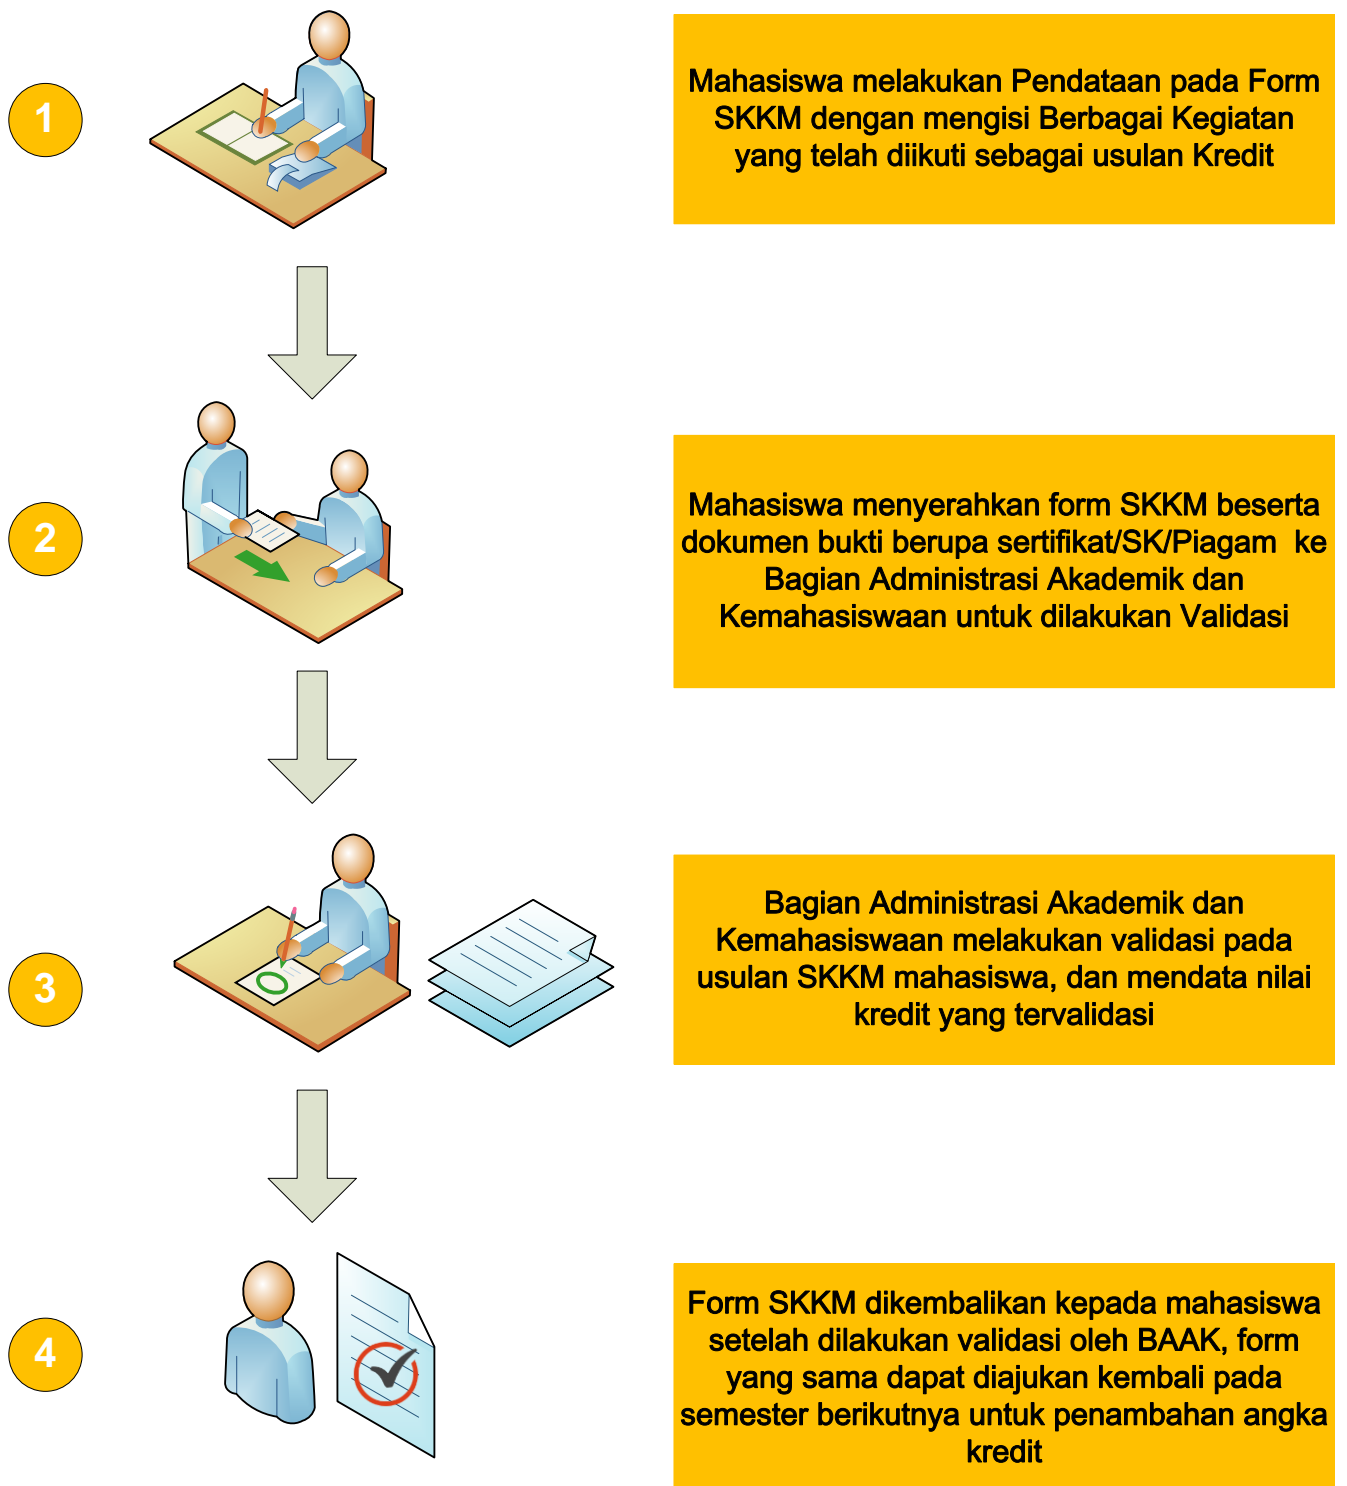 1
Mahasiswa melakukan Pendataan pada Form
SKKM dengan mengisi Berbagai Kegiatan
yang telah diikuti sebagai usulan Kredit
2
Mahasiswa menyerahkan form SKKM beserta
dokumen bukti berupa sertifikat/SK/Piagam  ke
Bagian Administrasi Akademik dan
Kemahasiswaan untuk dilakukan Validasi
3
Bagian Administrasi Akademik dan
Kemahasiswaan melakukan validasi pada
usulan SKKM mahasiswa, dan mendata nilai
kredit yang tervalidasi
4
Form SKKM dikembalikan kepada mahasiswa
setelah dilakukan validasi oleh BAAK, form
yang sama dapat diajukan kembali pada
semester berikutnya untuk penambahan angka
kredit